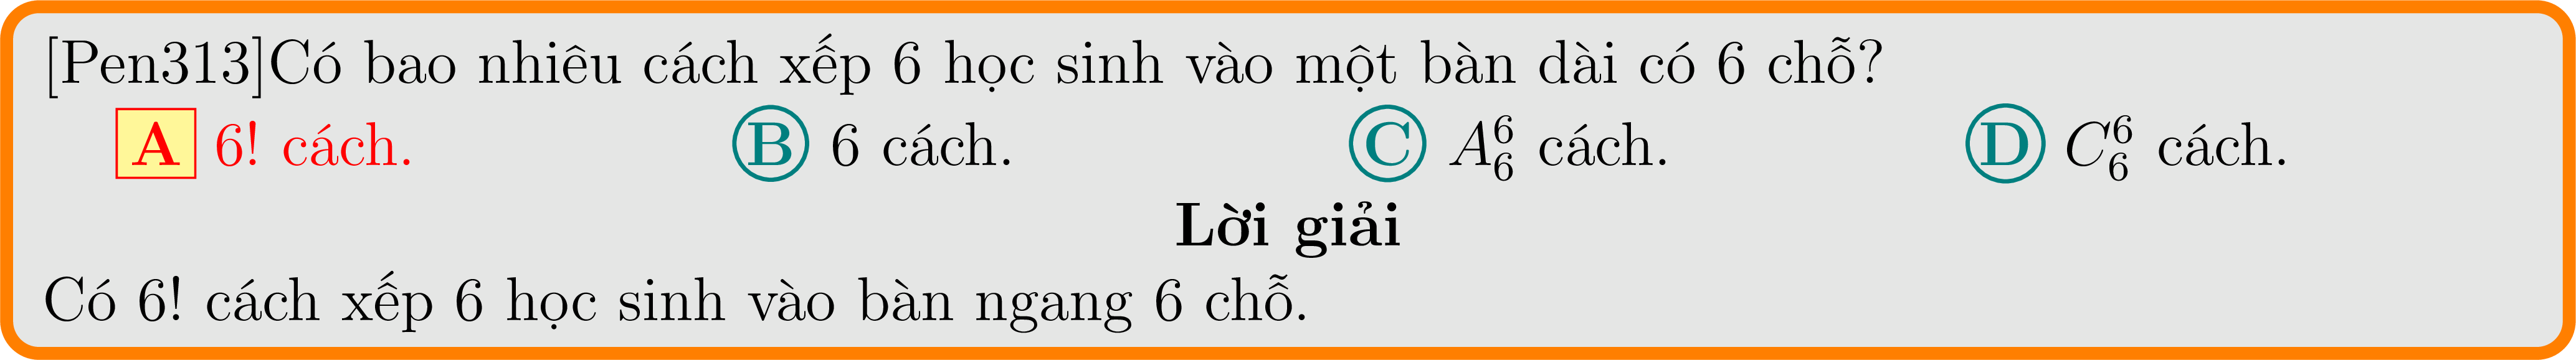 [Pen313]Có bao nhiêu cách xếp 6 học sinh vào một bàn dài có 6 chỗ?
A 6! cách. B 6 cách. C $A_6^6$ cách. D $C_6^6$ cách.
Lời giải
Có 6! cách xếp 6 học sinh vào bàn ngang 6 chỗ.